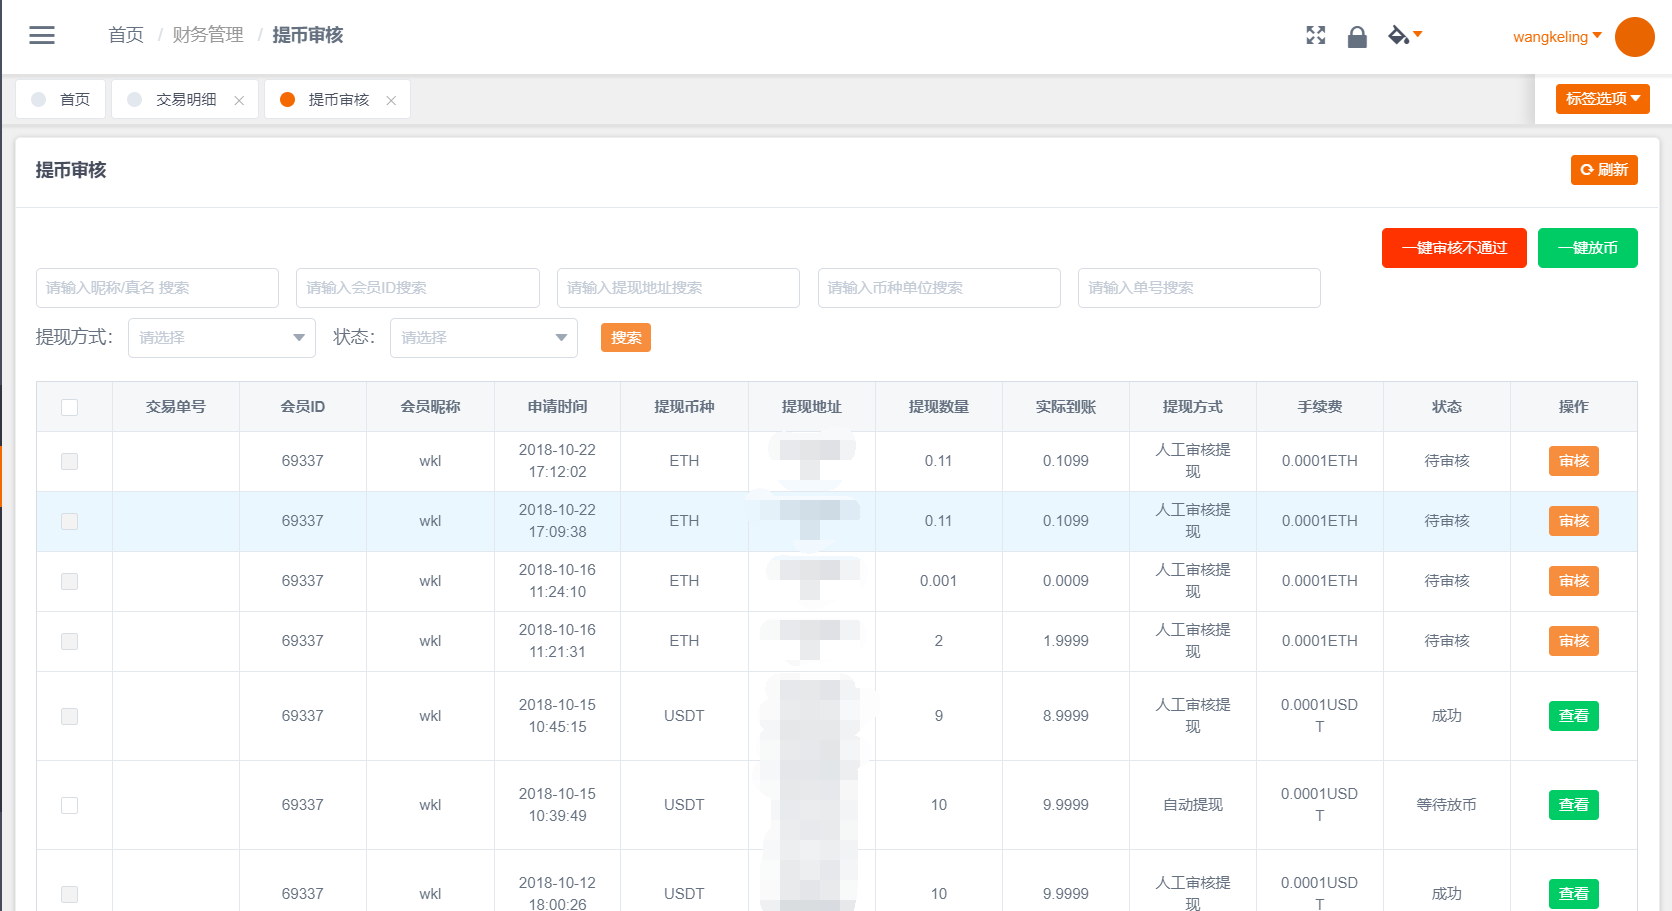 首页 / 财务管理 / 提币审核
wangkeling
首页
交易明细
提币审核
标签选项
提币审核
刷新
一键审核不通过
一键放币
请输入昵称/真名 搜索
请输入会员ID搜索
请输入提现地址搜索
请输入币种单位搜索
请输入单号搜索
提现方式：
请选择
状态：
请选择
搜索
交易单号 会员ID 会员昵称 申请时间 提现币种 提现地址 提现数量 实际到账 提现方式 手续费 状态 操作
69337 wkl 2018-10-22 ETH 0.11 0.1099 人工审核提 0.0001ETH 待审核 审核
17:12:02 现
69337 wkl 2018-10-22 ETH 0.11 0.1099 人工审核提 0.0001ETH 待审核 审核
17:09:38 现
69337 wkl 2018-10-16 ETH 0.001 0.0009 人工审核提 0.0001ETH 待审核 审核
11:24:10 现
69337 wkl 2018-10-16 ETH 2 1.9999 人工审核提 0.0001ETH 待审核 审核
11:21:31 现
69337 wkl 2018-10-15 USDT 9 8.9999 人工审核提 0.0001USD 成功 查看
10:45:15 现 T
69337 wkl 2018-10-15 USDT 10 9.9999 自动提现 0.0001USD 等待放币 查看
10:39:49 T
69337 wkl 2018-10-12 USDT 10 9.9999 人工审核提 0.0001USD 成功 查看
18:00:26 现 T